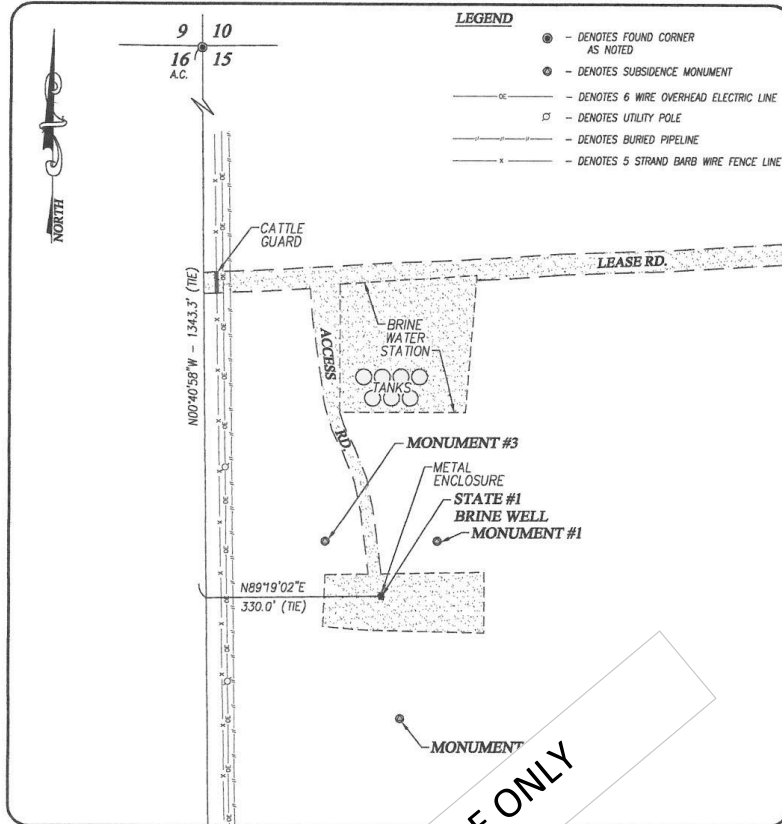 LEGEND
- DENOTES FOUND CORNER
AS NOTED
- DENOTES SUBSIDENCE MONUMENT
OE
- DENOTES 6 WIRE OVERHEAD ELECTRIC LINE
- DENOTES UTILITY POLE
- DENOTES BURIED PIPELINE
x
- DENOTES 5 STRAND BARB WIRE FENCE LINE
9 10
16 15
A.C.
NORTH
CATTLE
GUARD
LEASE RD.
N00°40'58"W - 1343.3' (TIE)
ACCESS
RD.
BRINE
WATER
STATION
TANKS
MONUMENT #3
METAL
ENCLOSURE
STATE #1
BRINE WELL
MONUMENT #1
N89°19'02"E
330.0' (TIE)
MONUMENT
ONLY